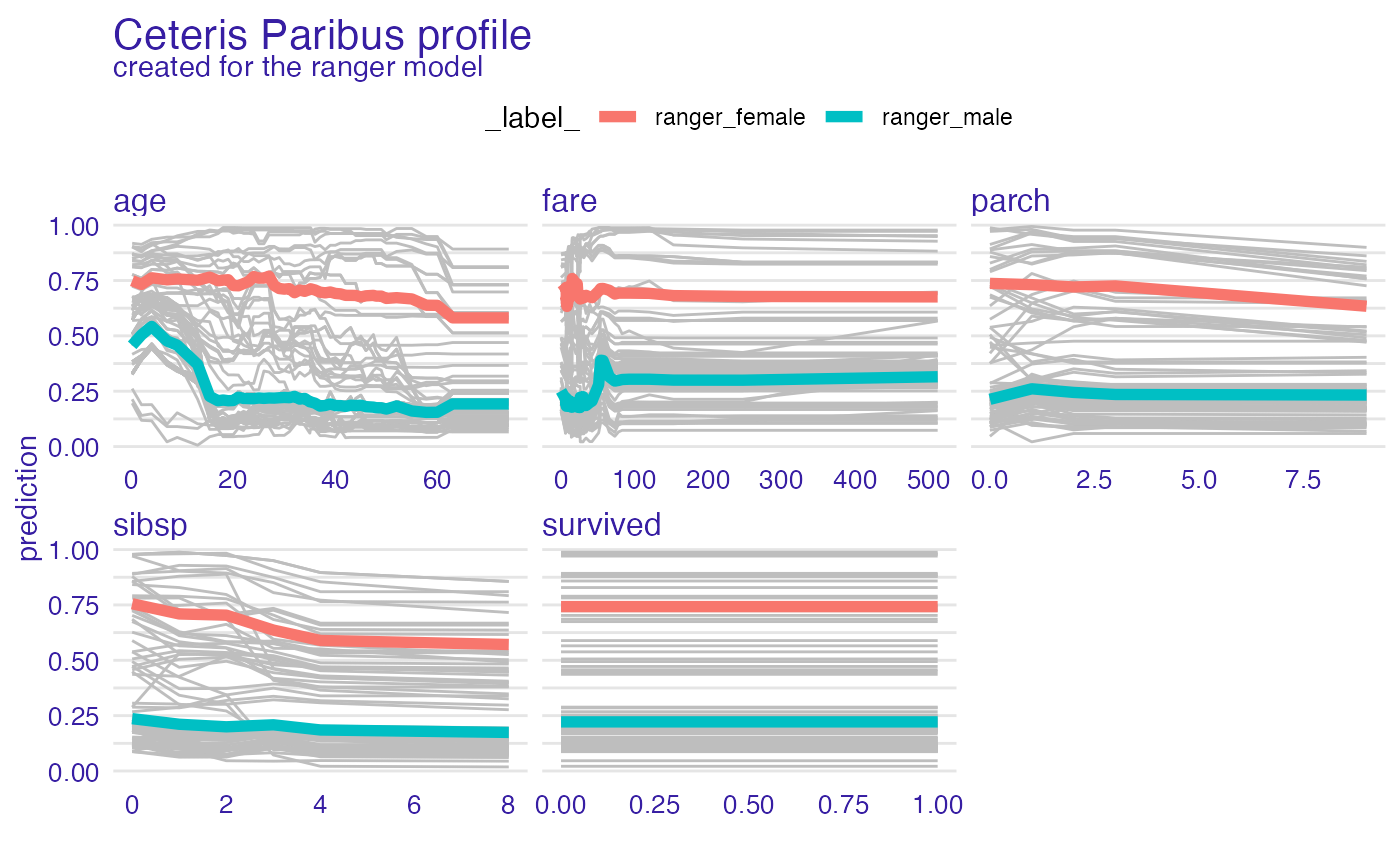 Ceteris Paribus profile
created for the ranger model
_label_ ranger_female ranger_male
age fare parch
1.00
0.75
0.50
0.25
0.00
0 20 40 60 0 100 200 300 400 500 0.0 2.5 5.0 7.5
prediction
sibsp survived
1.00
0.75
0.50
0.25
0.00
0 2 4 6 8 0.00 0.25 0.50 0.75 1.00